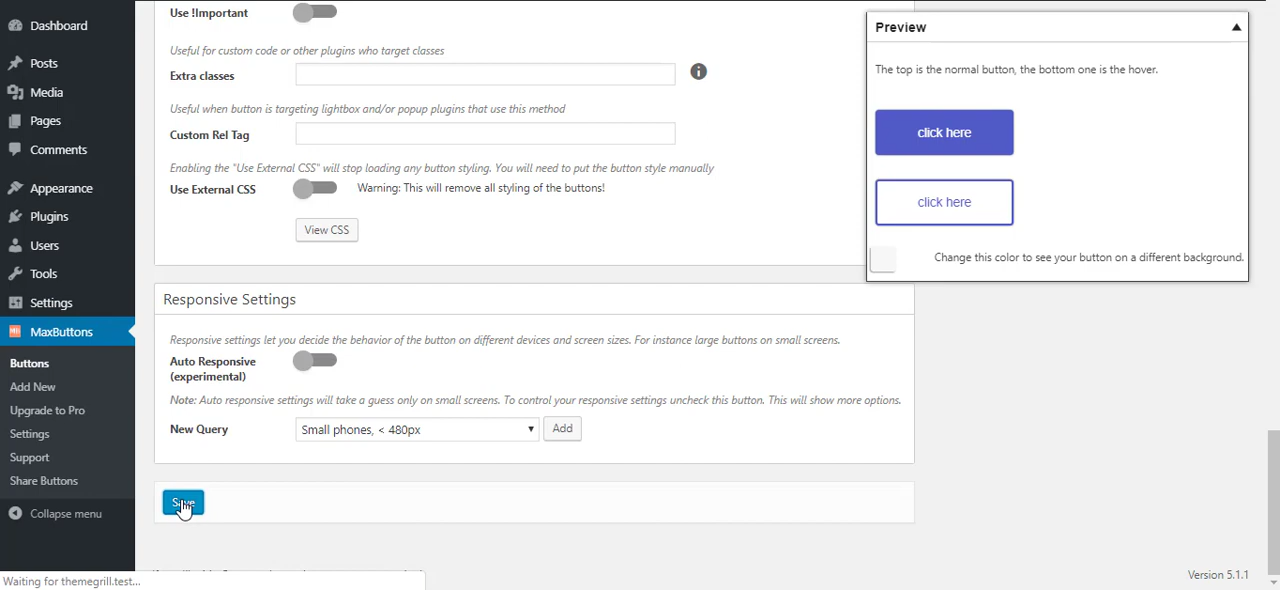 Dashboard
Posts
Media
Pages
Comments
Appearance
Plugins
Users
Tools
Settings
MaxButtons
Buttons
Add New
Upgrade to Pro
Settings
Support
Share Buttons
Collapse menu
Use !Important
Useful for custom code or other plugins who target classes
Extra classes
Useful when button is targeting lightbox and/or popup plugins that use this method
Custom Rel Tag
Enabling the "Use External CSS" will stop loading any button styling. You will need to put the button style manually
Use External CSS
Warning: This will remove all styling of the buttons!
View CSS
Responsive Settings
Responsive settings let you decide the behavior of the button on different devices and screen sizes. For instance large buttons on small screens.
Auto Responsive
(experimental)
Note: Auto responsive settings will take a guess only on small screens. To control your responsive settings uncheck this button. This will show more options.
New Query
Small phones, < 480px
Add
Save
Preview
The top is the normal button, the bottom one is the hover.
click here
click here
Change this color to see your button on a different background.
Version 5.1.1
Waiting for themegrill.test...